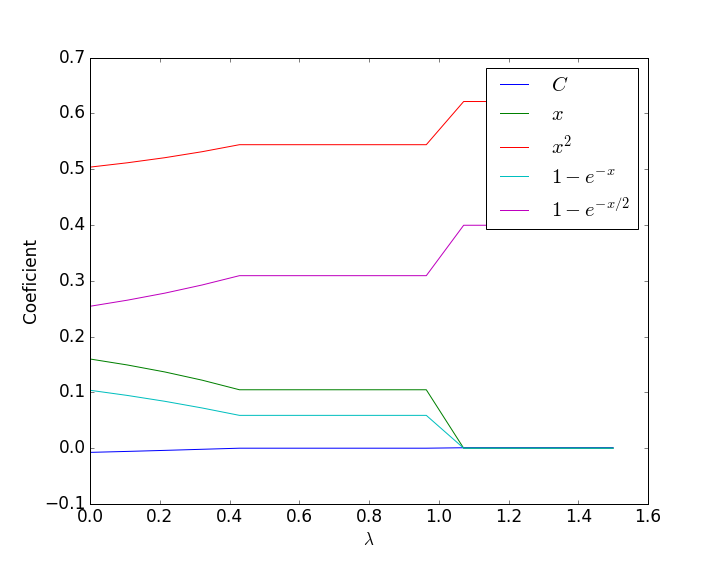 0.7
0.6
0.5
0.4
0.3
0.2
0.1
0.0
−0.1
Coeficient
0.0 0.2 0.4 0.6 0.8 1.0 1.2 1.4 1.6
λ
C
x
x²
1 − e^{−x}
1 − e^{−x/2}